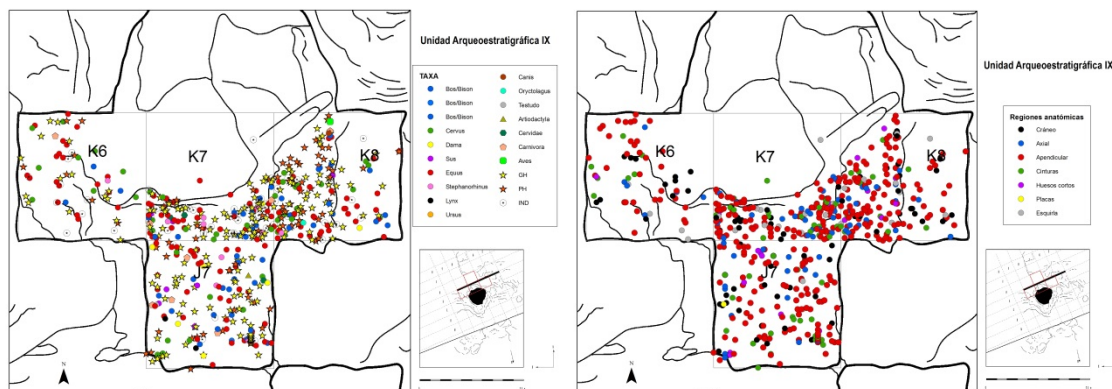 Unidad Arqueoestratigráfica IX
TAXA
Bos/Bison
Bos/Bison
Bos/Bison
Cervus
Dama
Sus
Equus
Stephanorhinus
Lynx
Ursus
Canis
Oryctolagus
Testudo
Artiodactyla
Cervidae
Carnivora
Aves
GH
PH
IND
K6
K7
K8
J7
N
Unidad Arqueoestratigráfica IX
Regiones anatómicas
Cráneo
Axial
Apendicular
Cinturas
Huesos cortos
Placas
Esquirla
K6
K7
K8
J7
N